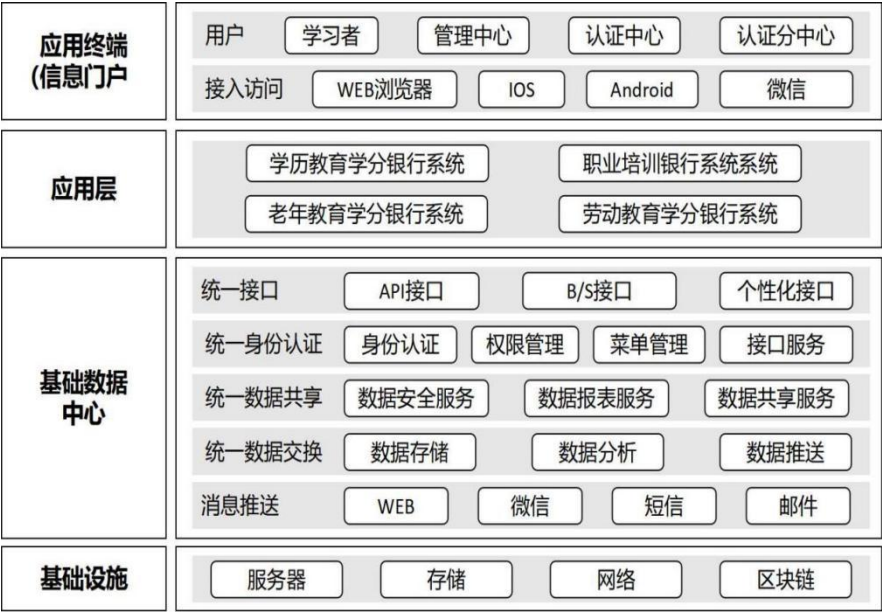 应用终端
(信息门户
用户 学习者 管理中心 认证中心 认证分中心
接入访问 WEB浏览器 IOS Android 微信
应用层
学历教育学分银行系统 职业培训银行系统系统
老年教育学分银行系统 劳动教育学分银行系统
基础数据
中心
统一接口 API接口 B/S接口 个性化接口
统一身份认证 身份认证 权限管理 菜单管理 接口服务
统一数据共享 数据安全服务 数据报表服务 数据共享服务
统一数据交换 数据存储 数据分析 数据推送
消息推送 WEB 微信 短信 邮件
基础设施
服务器 存储 网络 区块链